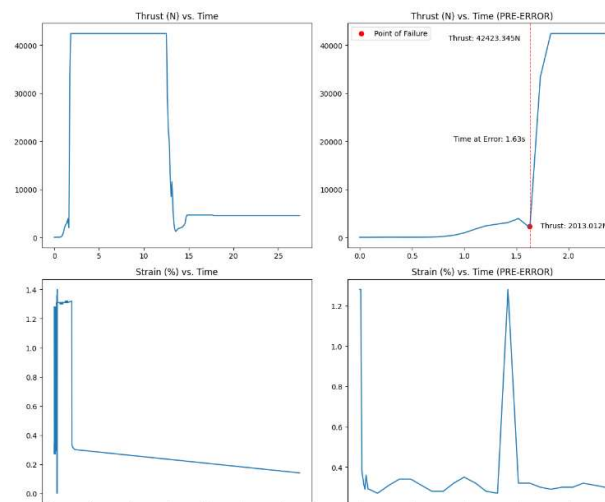 Thrust (N) vs. Time
40000
30000
20000
10000
0
0 5 10 15 20 25
Thrust (N) vs. Time (PRE-ERROR)
Point of Failure
Thrust: 42423.345N
Time at Error: 1.63s
Thrust: 2013.012N
40000
30000
20000
10000
0
0.0 0.5 1.0 1.5 2.0
Strain (%) vs. Time
1.4
1.2
1.0
0.8
0.6
0.4
0.2
0.0
Strain (%) vs. Time (PRE-ERROR)
1.2
1.0
0.8
0.6
0.4